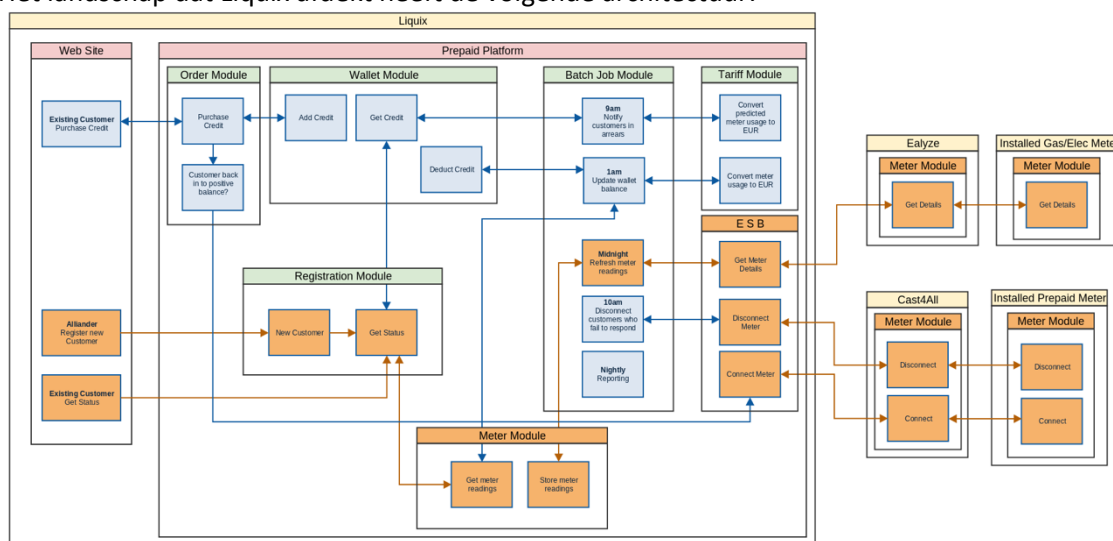 Het landschap dat Liquix afdekt heeft de volgende architectuur:
Liquix
Web Site
Prepaid Platform
Order Module
Wallet Module
Batch Job Module
Tariff Module
Existing Customer
Purchase Credit
Purchase
Credit
Add Credit
Get Credit
9am
Notify
customers in
arrears
Convert
predicted
meter usage to
EUR
Customer back
in to positive
balance?
Deduct Credit
1am
Update wallet
balance
Convert meter
usage to EUR
Ealyze
Meter Module
Get Details
Installed Gas/Elec Mete
Meter Module
Get Details
E S B
Registration Module
Midnight
Refresh meter
readings
Get Meter
Details
Alliander
Register new
Customer
New Customer
Get Status
10am
Disconnect
customers who
fail to respond
Disconnect
Meter
Cast4All
Meter Module
Disconnect
Connect
Installed Prepaid Meter
Meter Module
Disconnect
Connect
Existing Customer
Get Status
Nightly
Reporting
Connect Meter
Meter Module
Get meter
readings
Store meter
readings